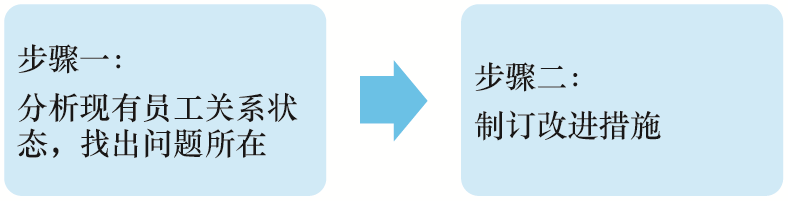 步骤一：
分析现有员工关系状
态，找出问题所在
步骤二：
制订改进措施